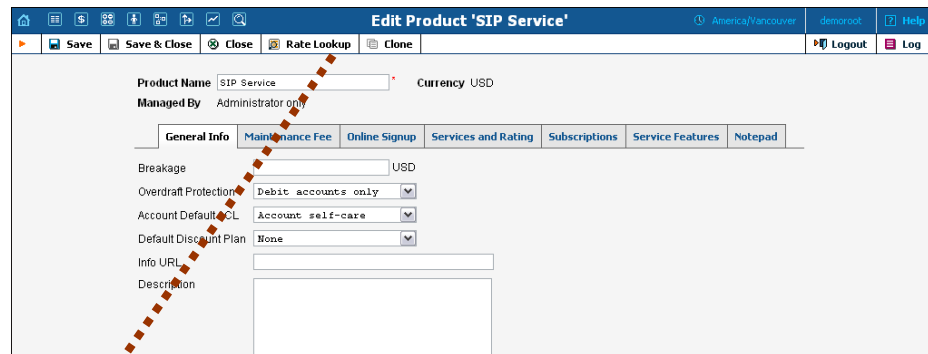 Edit Product 'SIP Service' America/Vancouver demoroot ? Help
Save Save & Close Close Rate Lookup Clone Logout Log
Product Name SIP Service * Currency USD
Managed By Administrator only
General Info Maintenance Fee Online Signup Services and Rating Subscriptions Service Features Notepad
Breakage USD
Overdraft Protection Debit accounts only
Account Default ACL Account self-care
Default Discount Plan None
Info URL
Description